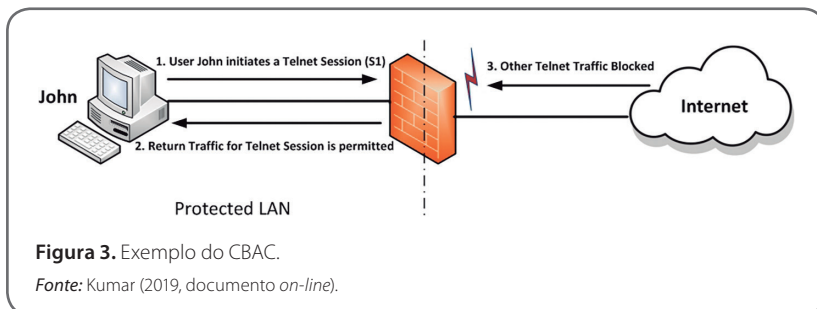 1. User John initiates a Telnet Session (S1)
3. Other Telnet Traffic Blocked
John
Internet
2. Return Traffic for Telnet Session is permitted
Protected LAN
Figura 3. Exemplo do CBAC.
Fonte: Kumar (2019, documento on-line).